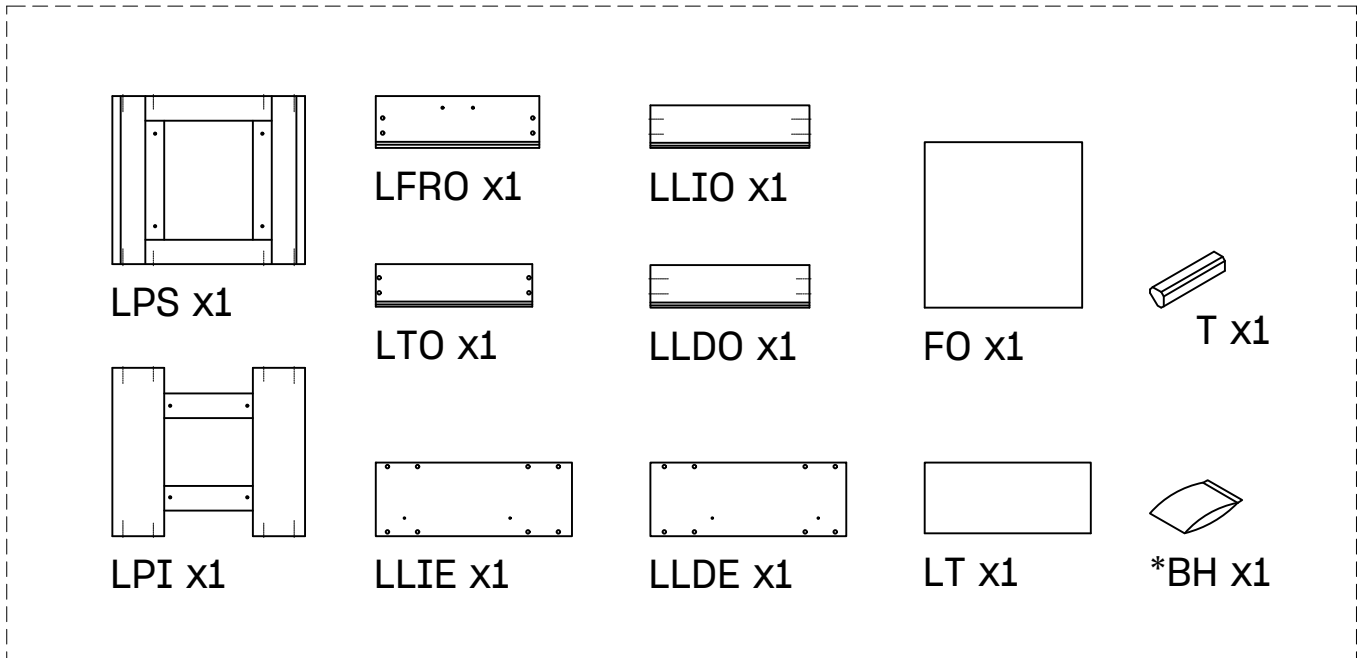 LPS x1
LFRO x1
LLIO x1
LTO x1
LLDO x1
FO x1
T x1
LPI x1
LLIE x1
LLDE x1
LT x1
*BH x1